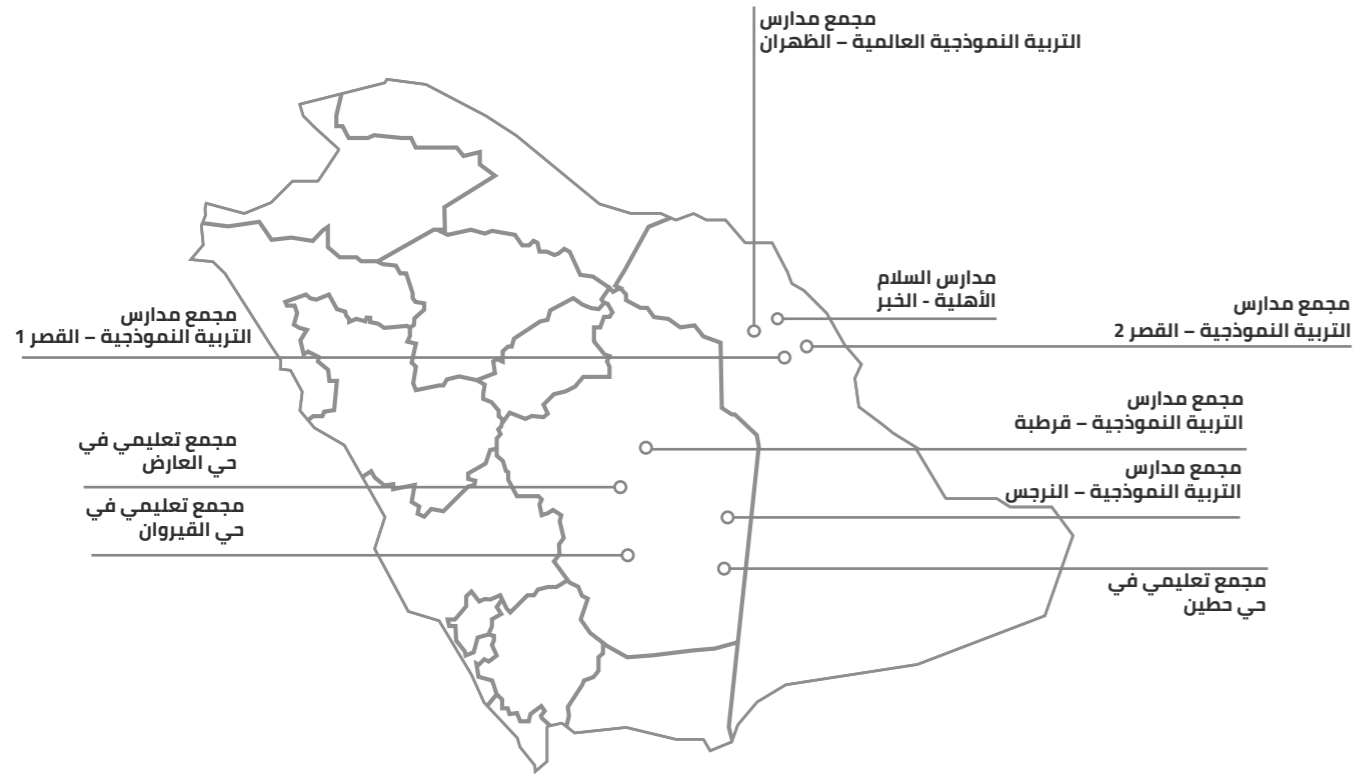 مجمع مدارس
التربية النموذجية العالمية – الظهران
مدارس السلام
الأهلية - الخبر
مجمع مدارس
التربية النموذجية – القصر 2
مجمع مدارس
التربية النموذجية – القصر 1
مجمع مدارس
التربية النموذجية – قرطبة
مجمع تعليمي في
حي العارض
مجمع مدارس
التربية النموذجية – النرجس
مجمع تعليمي في
حي القيروان
مجمع تعليمي في
حي حطين